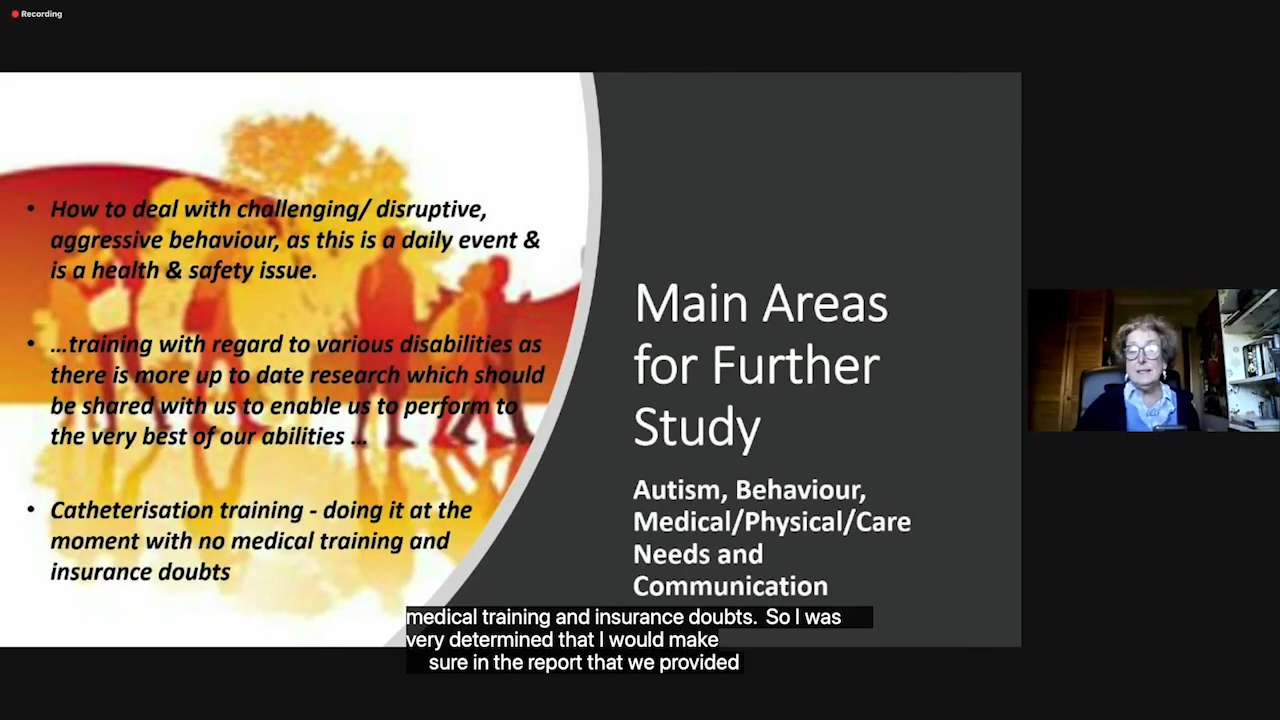 Recording
• How to deal with challenging/ disruptive,
aggressive behaviour, as this is a daily event &
is a health & safety issue.
• ...training with regard to various disabilities as
there is more up to date research which should
be shared with us to enable us to perform to
the very best of our abilities ...
• Catheterisation training - doing it at the
moment with no medical training and
insurance doubts
Main Areas
for Further
Study
Autism, Behaviour,
Medical/Physical/Care
Needs and
Communication
medical training and insurance doubts. So I was
very determined that I would make
sure in the report that we provided